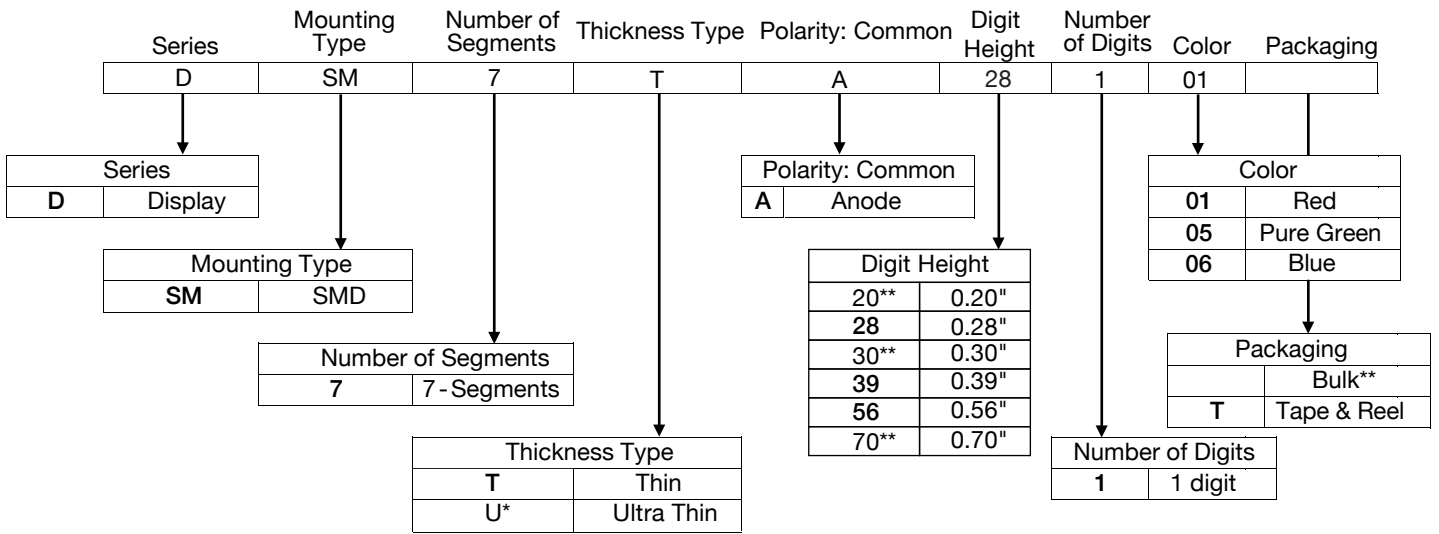 Series Mounting Type Number of Segments Thickness Type Polarity: Common Digit Height Number of Digits Color Packaging
D SM 7 T A 28 1 01
Series
D Display
Mounting Type
SM SMD
Number of Segments
7 7-Segments
Thickness Type
T Thin
U* Ultra Thin
Polarity: Common
A Anode
Digit Height
20** 0.20"
28 0.28"
30** 0.30"
39 0.39"
56 0.56"
70** 0.70"
Number of Digits
1 1 digit
Color
01 Red
05 Pure Green
06 Blue
Packaging
Bulk**
T Tape & Reel